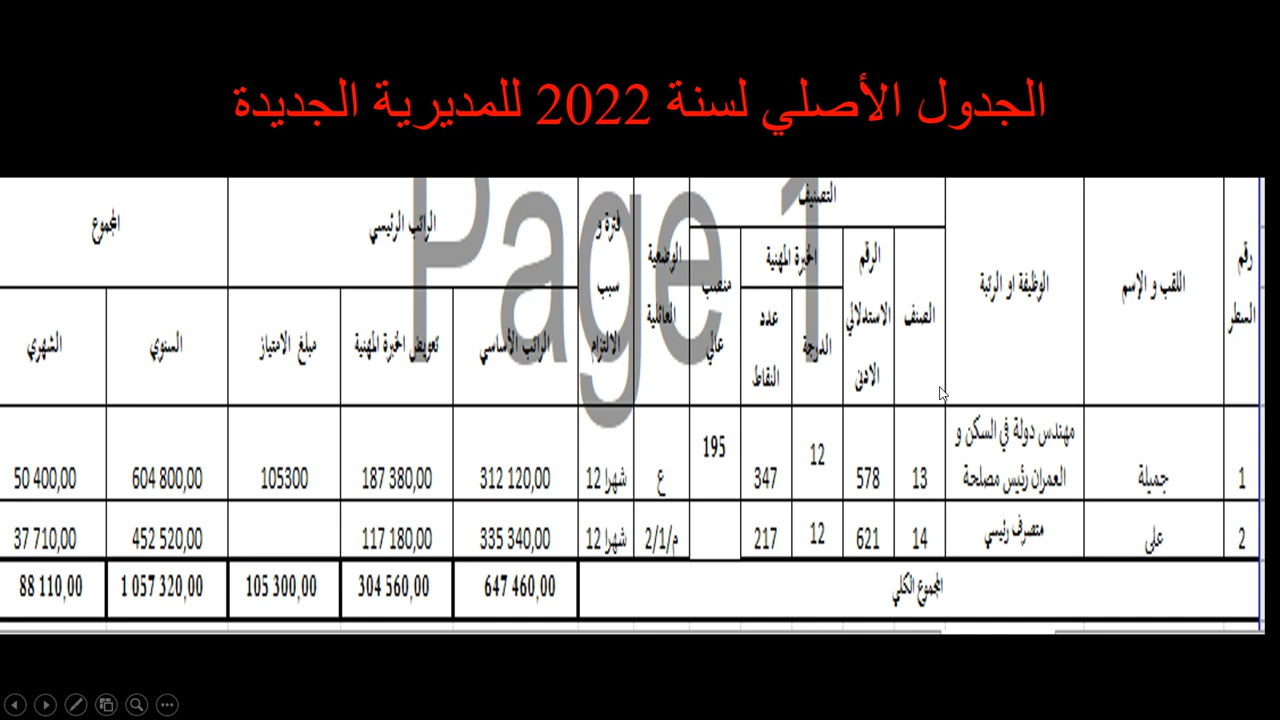 الجدول الأصلي لسنة 2022 للمديرية الجديدة
Page 1
رقم السطر
اللقب و الإسم
الوظيفة او الرتبة
التصنيف
الصنف
الرقم الاستدلالي الادنى
الخبرة المهنية
الدرجة
عدد النقاط
منصب عالي
الوضعية العائلية
فترة و سبب الالتزام
الراتب الرئيسي
الراتب الأساسي
تعويض الخبرة المهنية
مبلغ الامتياز
المجموع
السنوي
الشهري
1 جميلة مهندس دولة في السكن و العمران رئيس مصلحة 13 578 12 347 195 ع 12 شهرا 312 120,00 187 380,00 105300 604 800,00 50 400,00
2 على متصرف رئيسي 14 621 12 217 م/1/2 12 شهرا 335 340,00 117 180,00 452 520,00 37 710,00
المجموع الكلي 647 460,00 304 560,00 105 300,00 1 057 320,00 88 110,00